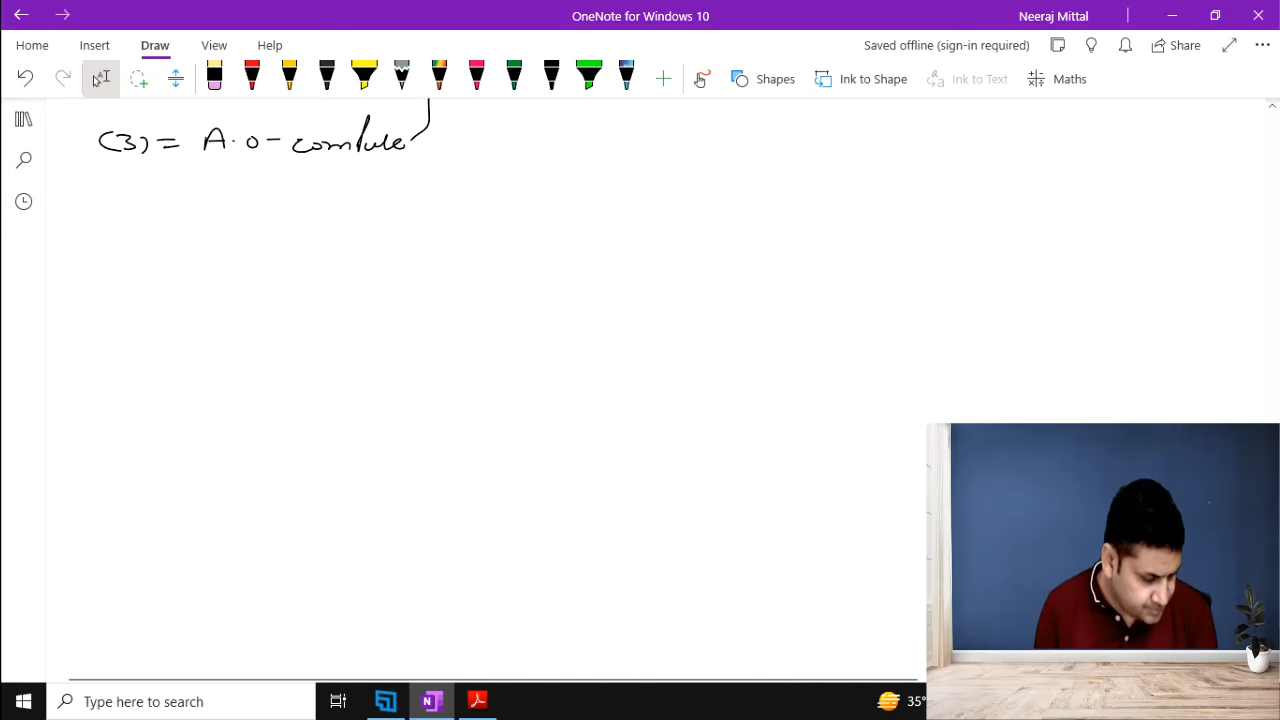 OneNote for Windows 10
Neeraj Mittal
Home Insert Draw View Help
Saved offline (sign-in required) Share
Shapes Ink to Shape Ink to Text Maths
(3) = A.O -
Type here to search
35°